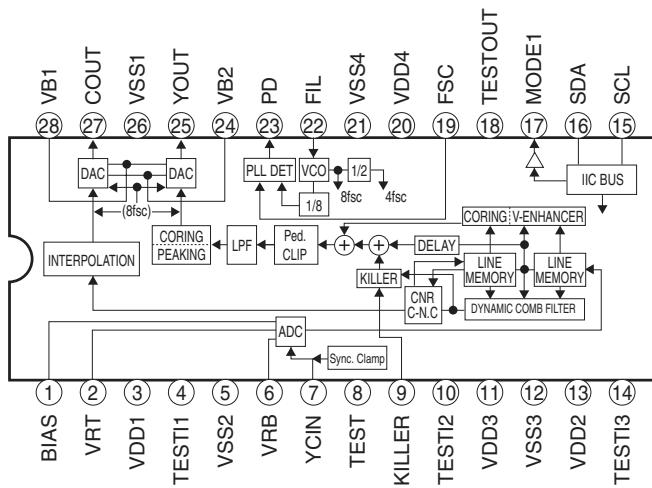 VB1
COUT
VSS1
YOUT
VB2
PD
FIL
VSS4
VDD4
FSC
TESTOUT
MODE1
SDA
SCL
28
27
26
25
24
23
22
21
20
19
18
17
16
15
DAC
DAC
PLL DET
VCO
1/2
IIC BUS
8fsc
4fsc
1/8
(8fsc)
CORING
PEAKING
LPF
Ped.
CLIP
+
+
DELAY
CORING
V-ENHANCER
INTERPOLATION
KILLER
LINE
MEMORY
LINE
MEMORY
CNR
C-N.C
DYNAMIC COMB FILTER
ADC
Sync. Clamp
1
2
3
4
5
6
7
8
9
10
11
12
13
14
BIAS
VRT
VDD1
TESTI1
VSS2
VRB
YCIN
TEST
KILLER
TESTI2
VDD3
VSS3
VDD2
TESTI3